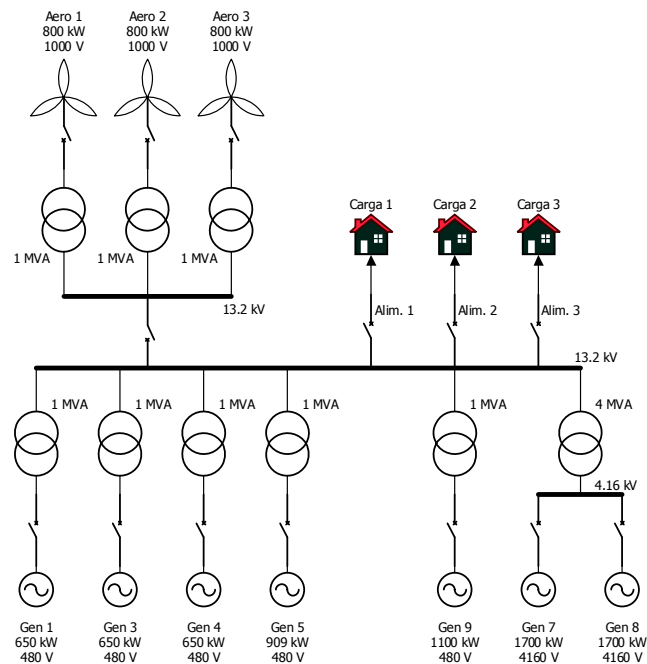 Aero 1
800 kW
1000 V
Aero 2
800 kW
1000 V
Aero 3
800 kW
1000 V
1 MVA
1 MVA
1 MVA
Carga 1
Carga 2
Carga 3
13.2 kV
Alim. 1
Alim. 2
Alim. 3
13.2 kV
1 MVA
1 MVA
1 MVA
1 MVA
1 MVA
4 MVA
4.16 kV
Gen 1
650 kW
480 V
Gen 3
650 kW
480 V
Gen 4
650 kW
480 V
Gen 5
909 kW
480 V
Gen 9
1100 kW
480 V
Gen 7
1700 kW
4160 V
Gen 8
1700 kW
4160 V